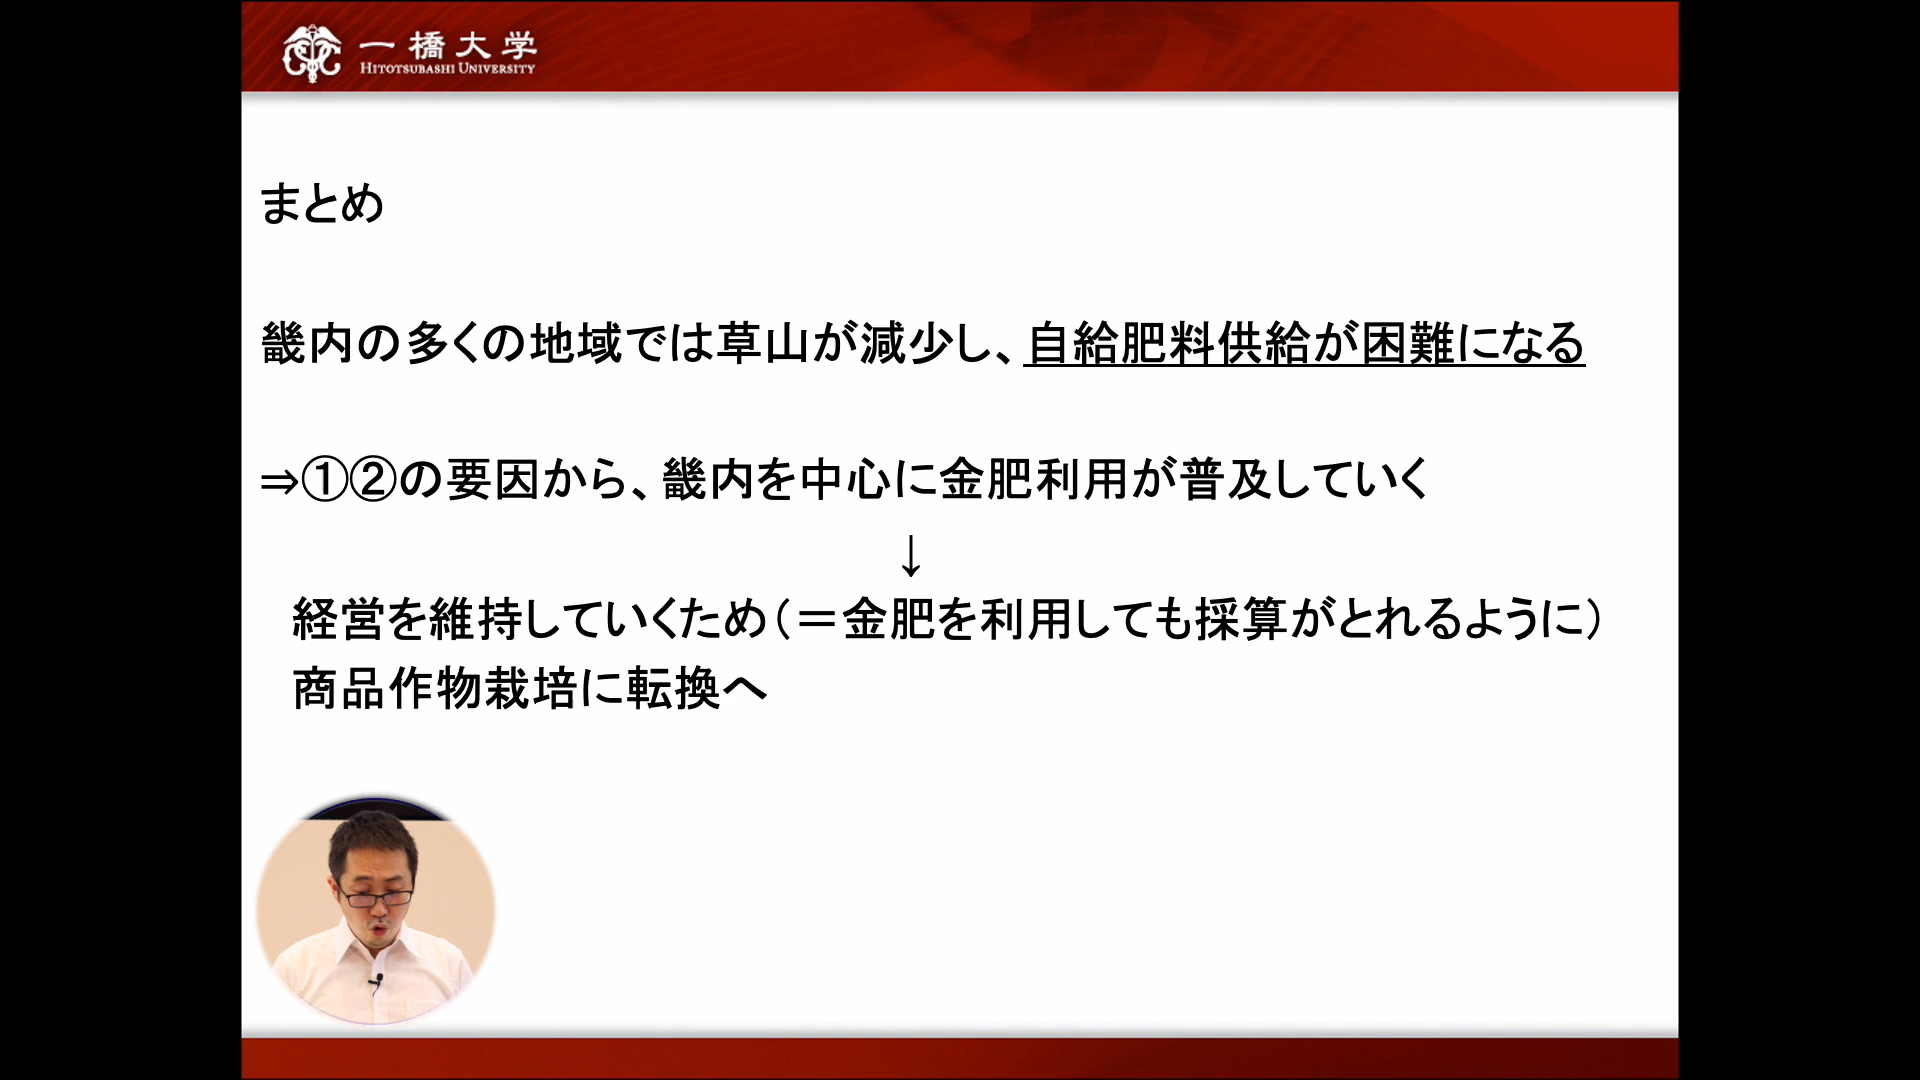 一橋大学
HITOTSUBASHI UNIVERSITY
まとめ
畿内の多くの地域では草山が減少し、自給肥料供給が困難になる
⇒①②の要因から、畿内を中心に金肥利用が普及していく
↓
経営を維持していくため（＝金肥を利用しても採算がとれるように）
商品作物栽培に転換へ